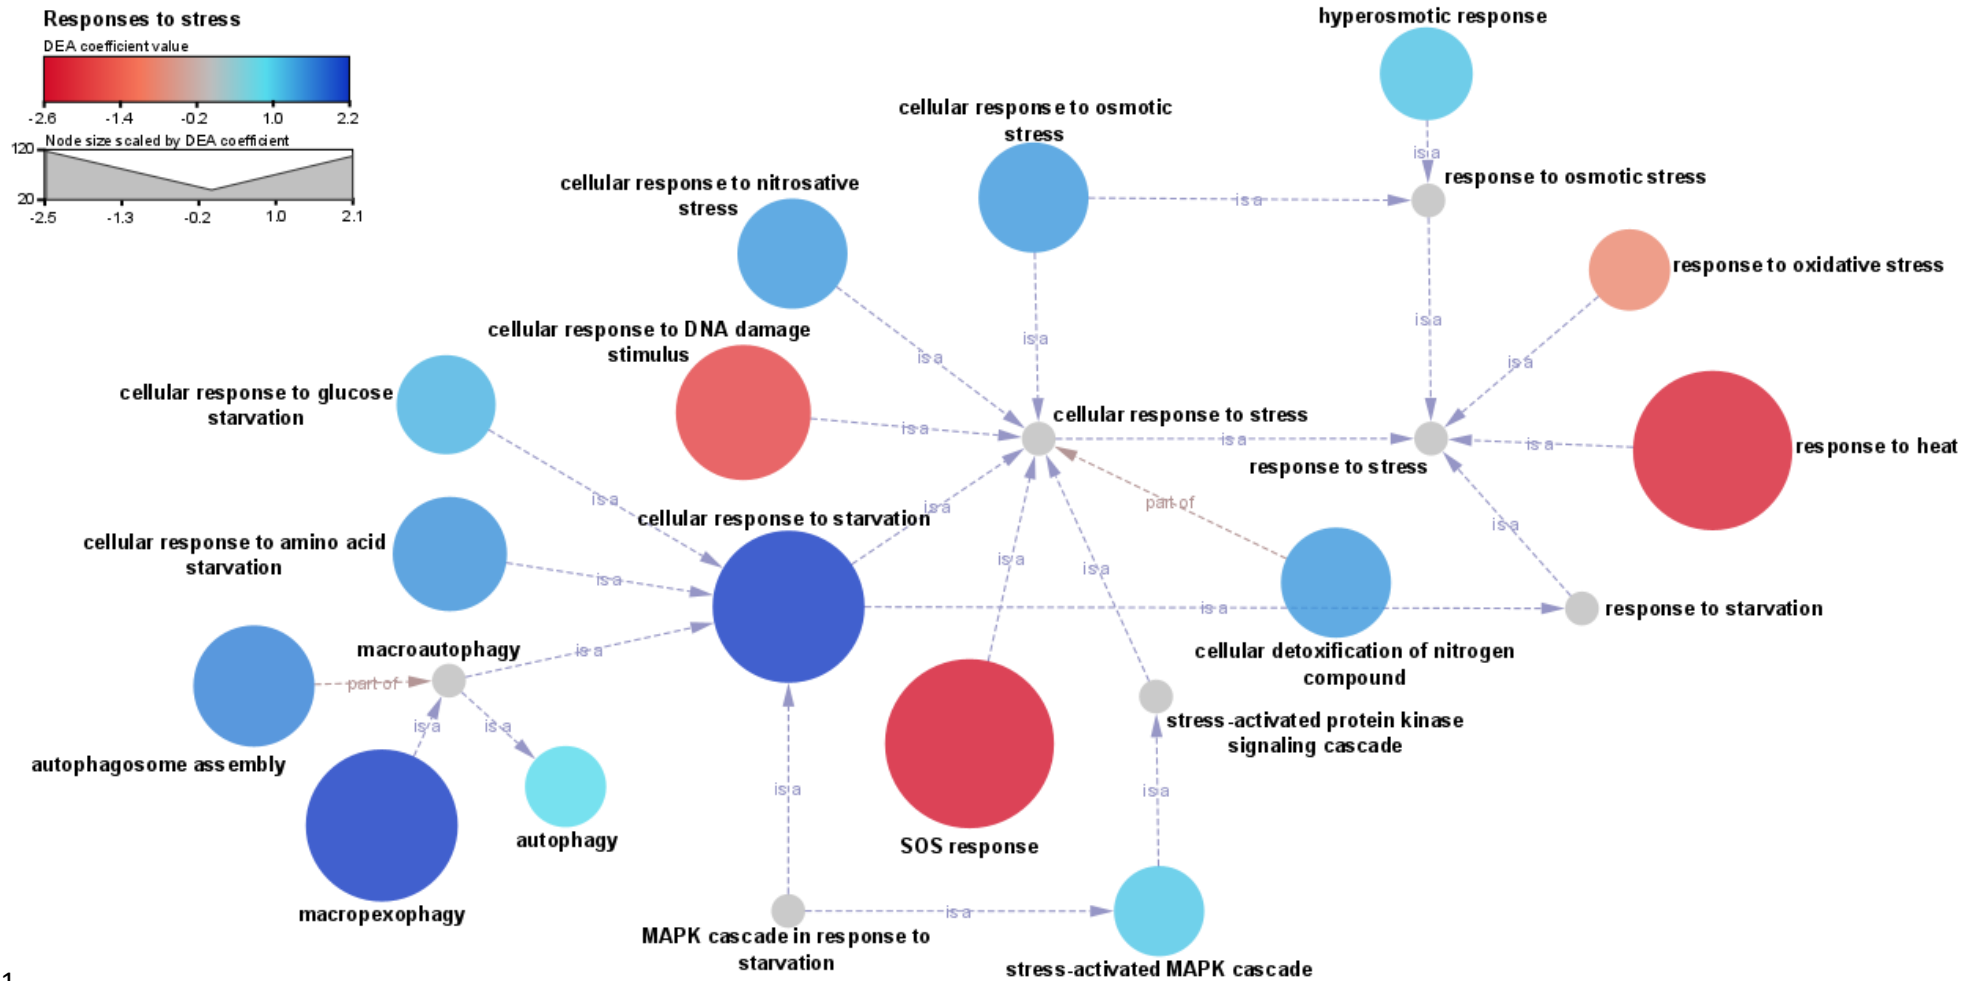 Responses to stress
DEA coefficient value
-2.6 -1.4 -0.2 1.0 2.2
Node size scaled by DEA coefficient
120
20
-2.5 -1.3 -0.2 1.0 2.1
hyperosmotic response
is a
cellular response to osmotic
stress
response to osmotic stress
is a
cellular response to nitrosative
stress
response to oxidative stress
is a
is a
is a
is a
cellular response to DNA damage
stimulus
is a
cellular response to glucose
starvation
cellular response to stress
is a
response to stress
is a
response to heat
is a
part of
is a
is a
cellular response to starvation
cellular response to amino acid
starvation
is a
is a
is a
is a
is a
response to starvation
macroautophagy
is a
cellular detoxification of nitrogen
compound
part of
is a
is a
stress-activated protein kinase
signaling cascade
autophagosome assembly
is a
is a
autophagy
SOS response
macropexophagy
is a
MAPK cascade in response to
starvation
stress-activated MAPK cascade
1